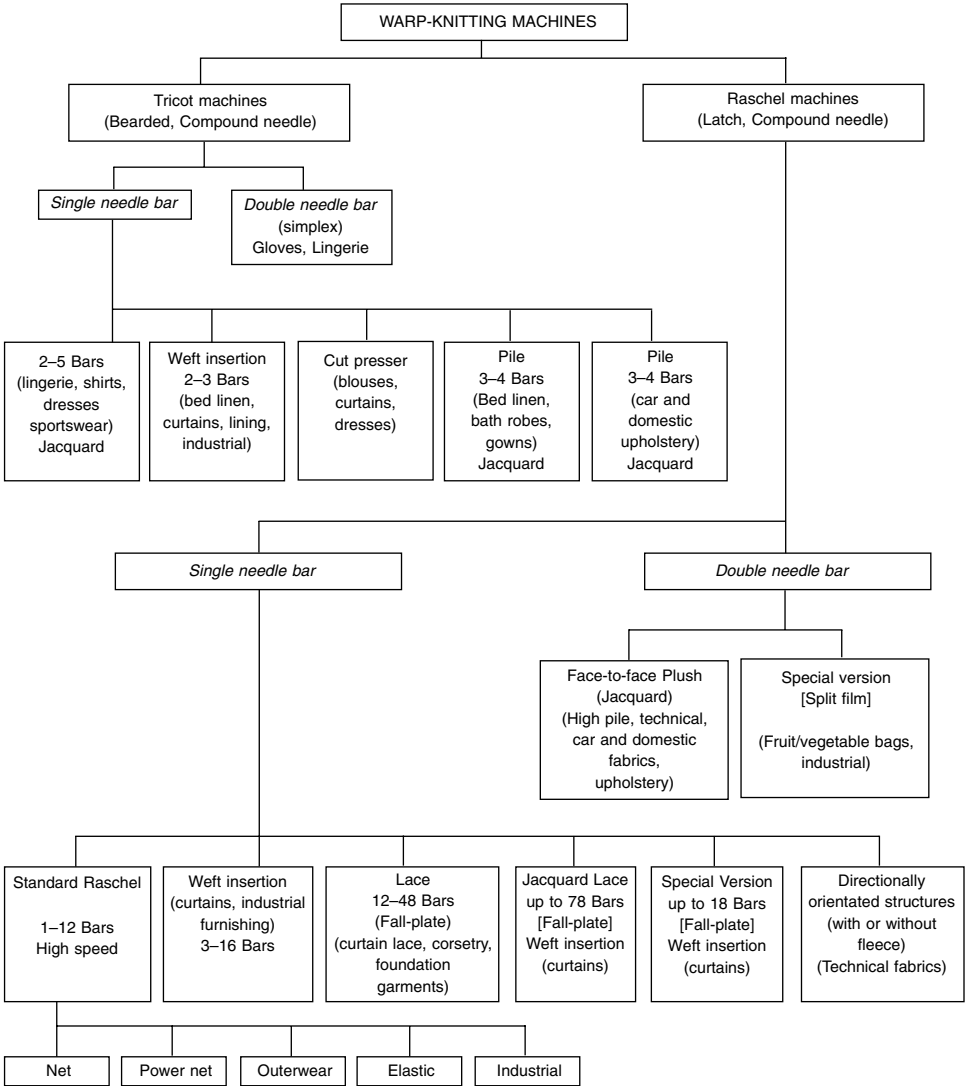 WARP-KNITTING MACHINES
Tricot machines
(Bearded, Compound needle)
Raschel machines
(Latch, Compound needle)
Single needle bar
Double needle bar
(simplex)
Gloves, Lingerie
2–5 Bars
(lingerie, shirts,
dresses
sportswear)
Jacquard
Weft insertion
2–3 Bars
(bed linen,
curtains, lining,
industrial)
Cut presser
(blouses,
curtains,
dresses)
Pile
3–4 Bars
(Bed linen,
bath robes,
gowns)
Jacquard
Pile
3–4 Bars
(car and
domestic
upholstery)
Jacquard
Single needle bar
Double needle bar
Face-to-face Plush
(Jacquard)
(High pile, technical,
car and domestic
fabrics,
upholstery)
Special version
[Split film]
(Fruit/vegetable bags,
industrial)
Standard Raschel
1–12 Bars
High speed
Weft insertion
(curtains, industrial
furnishing)
3–16 Bars
Lace
12–48 Bars
(Fall-plate)
(curtain lace, corsetry,
foundation
garments)
Jacquard Lace
up to 78 Bars
[Fall-plate]
Weft insertion
(curtains)
Special Version
up to 18 Bars
[Fall-plate]
Weft insertion
(curtains)
Directionally
orientated structures
(with or without
fleece)
(Technical fabrics)
Net
Power net
Outerwear
Elastic
Industrial